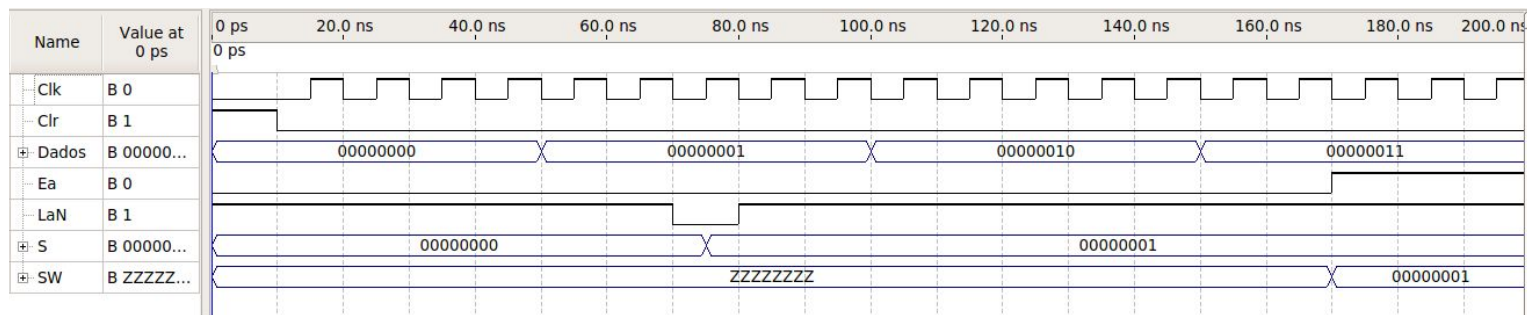 Name Value at 0 ps
0 ps 20.0 ns 40.0 ns 60.0 ns 80.0 ns 100.0 ns 120.0 ns 140.0 ns 160.0 ns 180.0 ns 200.0 ns
0 ps
Clk B 0
Clr B 1
Dados B 00000... 00000000 00000001 00000010 00000011
Ea B 0
LaN B 1
S B 00000... 00000000 00000001
SW B ZZZZZ... ZZZZZZZZ 00000001